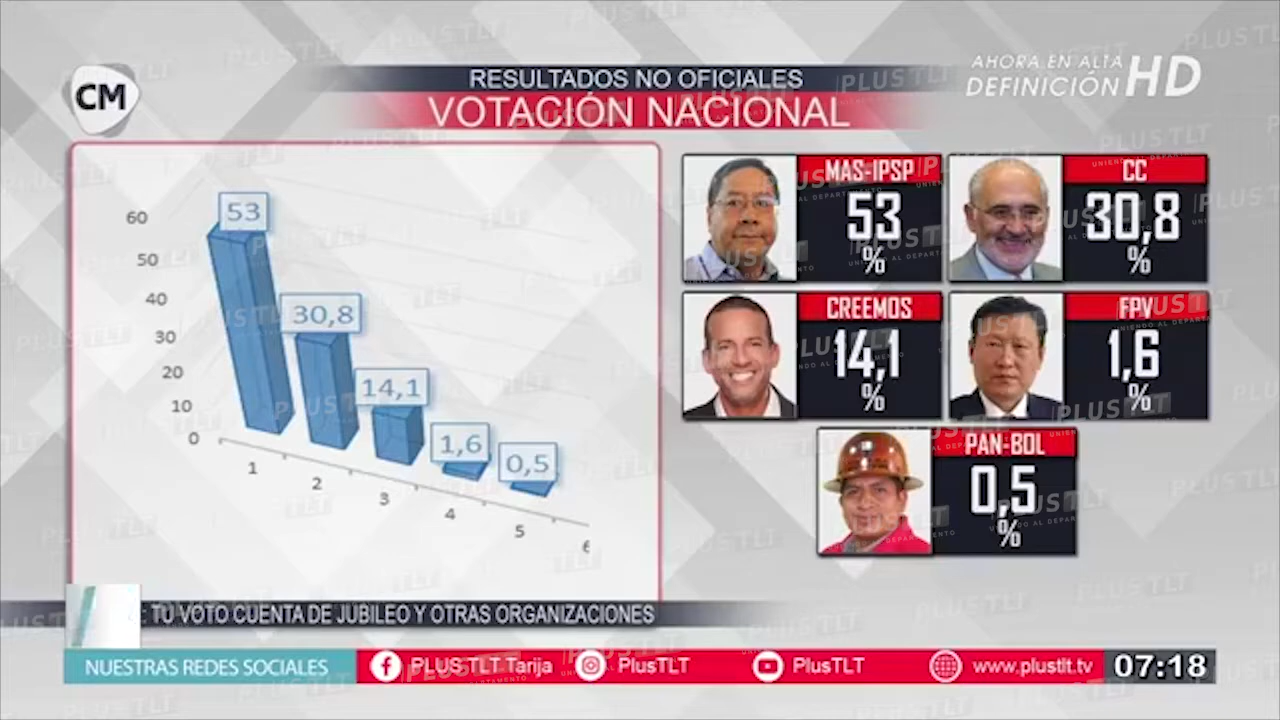 RESULTADOS NO OFICIALES
VOTACIÓN NACIONAL
CM
AHORA EN ALTA
DEFINICIÓN HD
60
50
40
30
20
10
0
53
30,8
14,1
1,6
0,5
1
2
3
4
5
MAS-IPSP
53
%
CC
30,8
%
CREEMOS
14,1
%
FPV
1,6
%
PAN-BOL
0,5
%
TU VOTO CUENTA DE JUBILEO Y OTRAS ORGANIZACIONES
NUESTRAS REDES SOCIALES
PLUS TLT Tarija
PlusTLT
PlusTLT
www.plustlt.tv
07:18
PLUS TLT